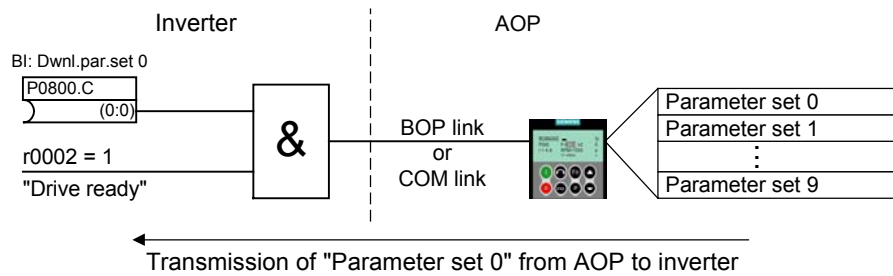 Inverter
AOP
BI: Dwnl.par.set 0
P0800.C
(0:0)
r0002 = 1
"Drive ready"
&
BOP link
or
COM link
SIEMENS
Parameter set 0
Parameter set 1
⋮
Parameter set 9
Transmission of "Parameter set 0" from AOP to inverter